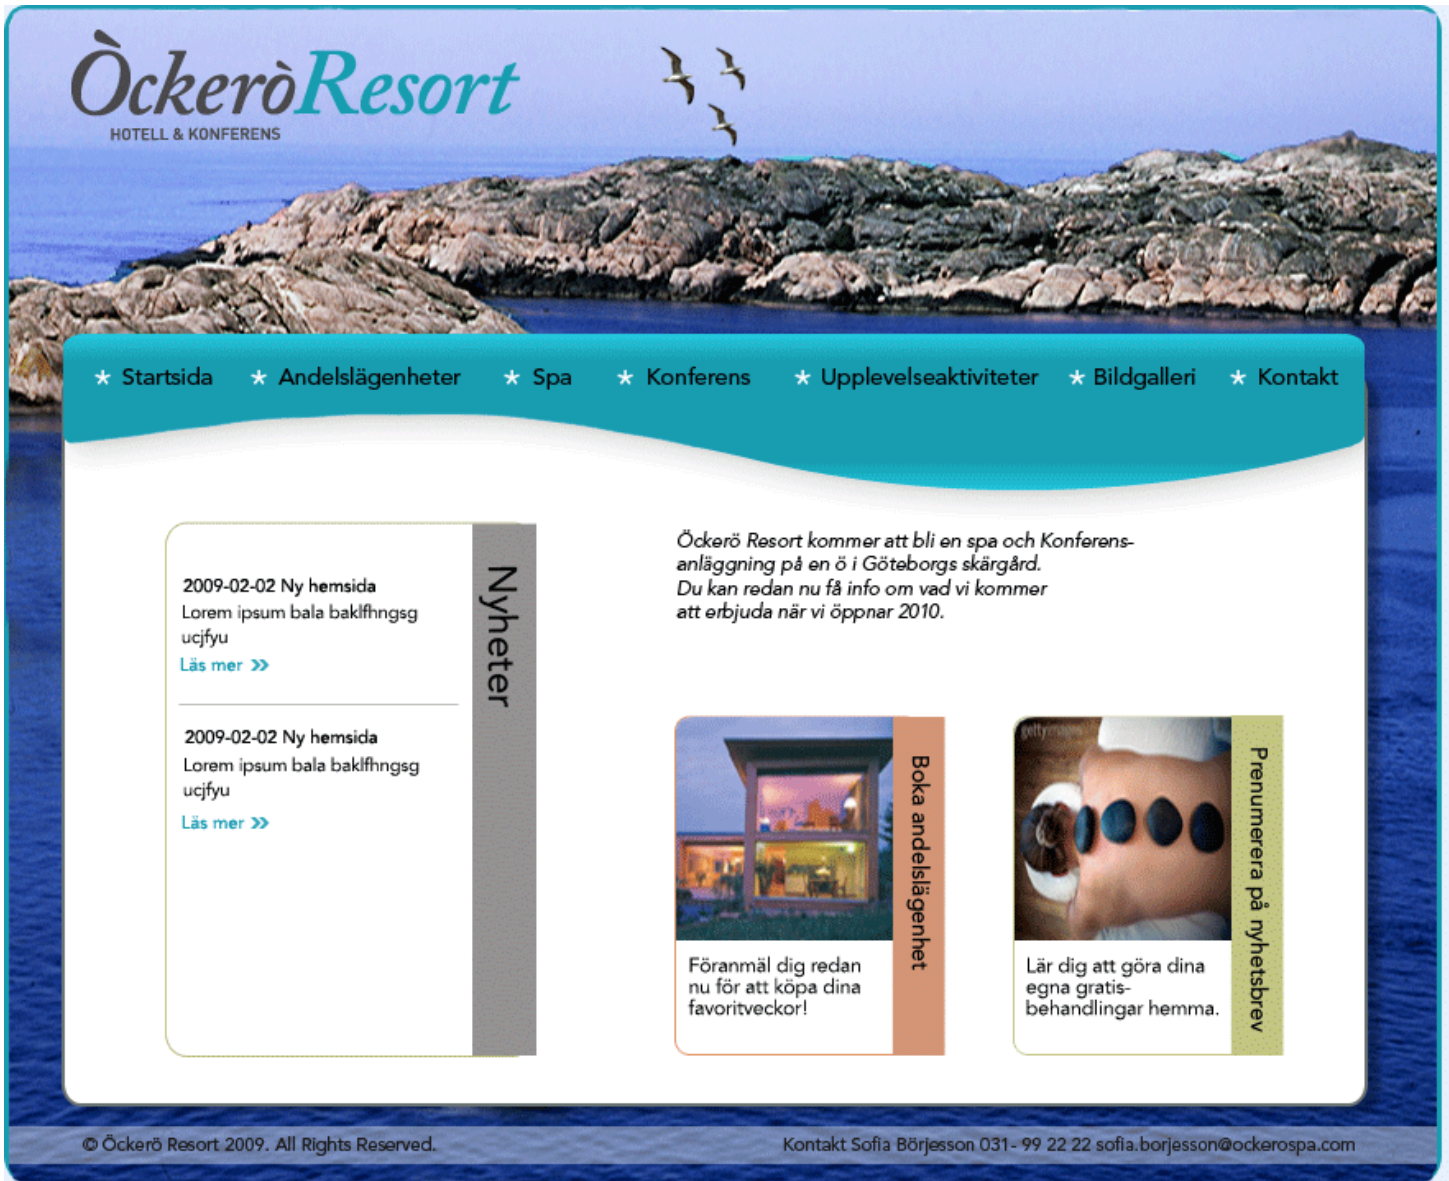 ÒckeròResort
HOTELL & KONFERENS
* Startsida * Andelslägenheter * Spa * Konferens * Upplevelseaktiviteter * Bildgalleri * Kontakt
2009-02-02 Ny hemsida
Lorem ipsum bala baklfhngsg
ucjfyu
Läs mer »
2009-02-02 Ny hemsida
Lorem ipsum bala baklfhngsg
ucjfyu
Läs mer »
Nyheter
Öckerö Resort kommer att bli en spa och Konferens-
anläggning på en ö i Göteborgs skärgård.
Du kan redan nu få info om vad vi kommer
att erbjuda när vi öppnar 2010.
Föranmäl dig redan
nu för att köpa dina
favoritveckor!
Boka andelslägenhet
gettyimages
Lär dig att göra dina
egna gratis-
behandlingar hemma.
Prenumerera på nyhetsbrev
© Öckerö Resort 2009. All Rights Reserved.
Kontakt Sofia Börjesson 031- 99 22 22 sofia.borjesson@ockerospa.com